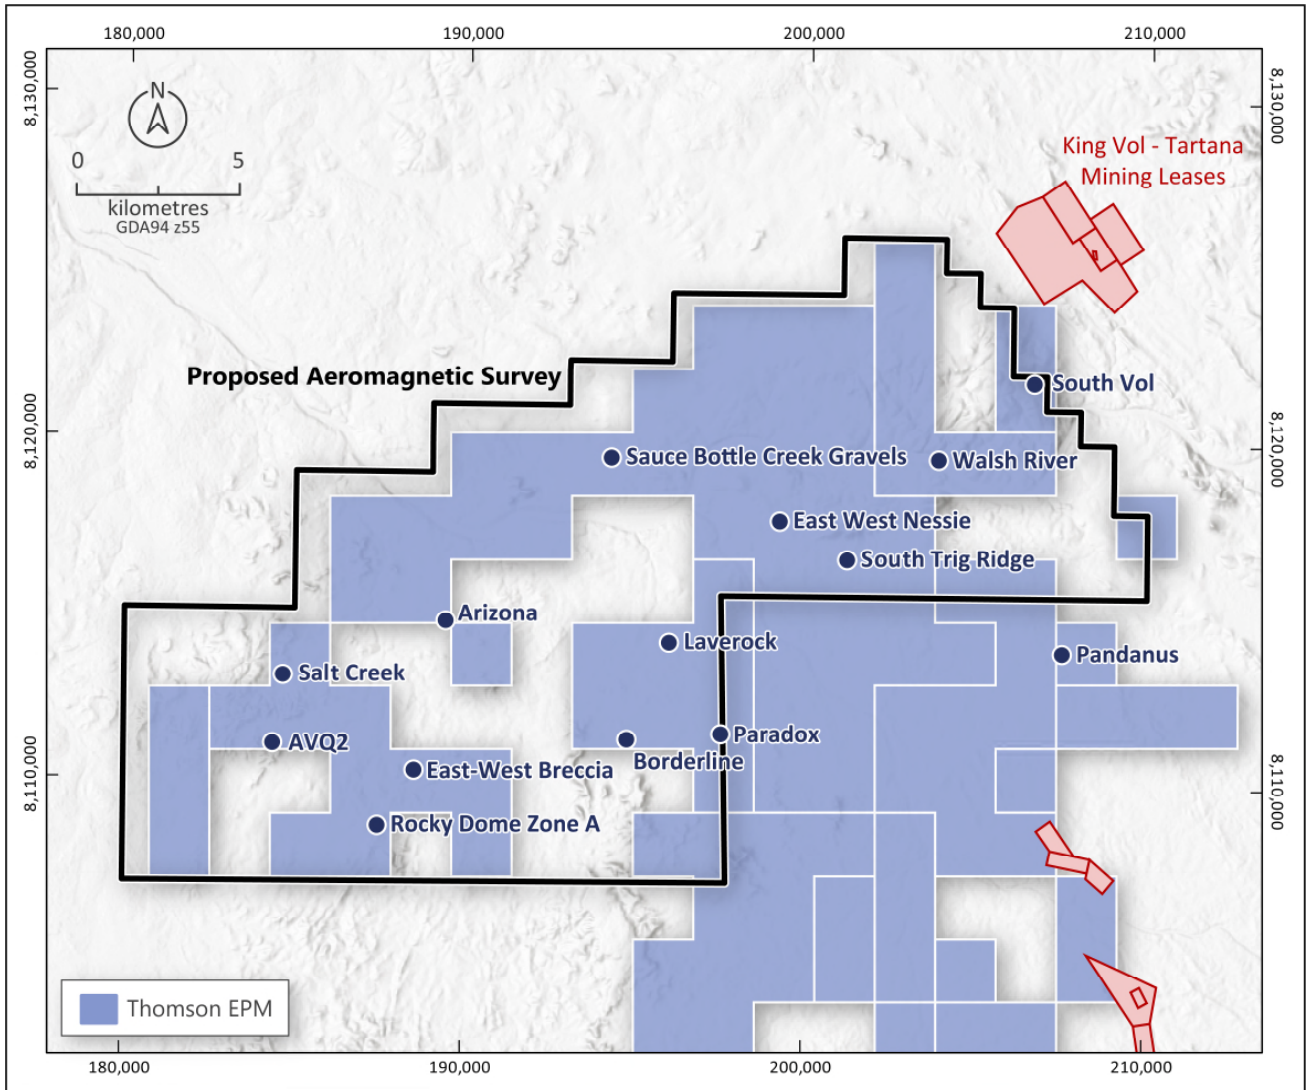 180,000 190,000 200,000 210,000
8,130,000
8,130,000
N
0 5
kilometres
GDA94 z55
King Vol - Tartana
Mining Leases
Proposed Aeromagnetic Survey
South Vol
8,120,000
8,120,000
Sauce Bottle Creek Gravels
Walsh River
East West Nessie
South Trig Ridge
Arizona
Laverock
Pandanus
Salt Creek
AVQ2
Paradox
Borderline
East-West Breccia
8,110,000
8,110,000
Rocky Dome Zone A
Thomson EPM
180,000 190,000 200,000 210,000